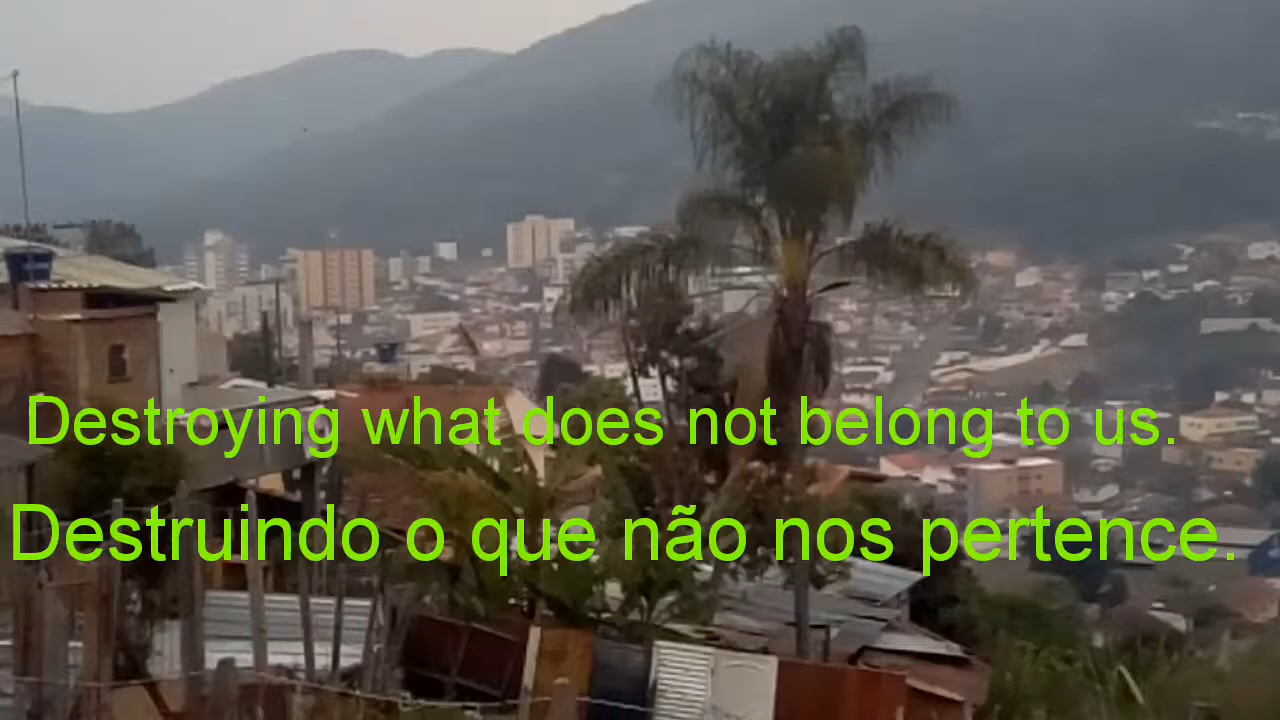 Destroying what does not belong to us.
Destruindo o que não nos pertence.